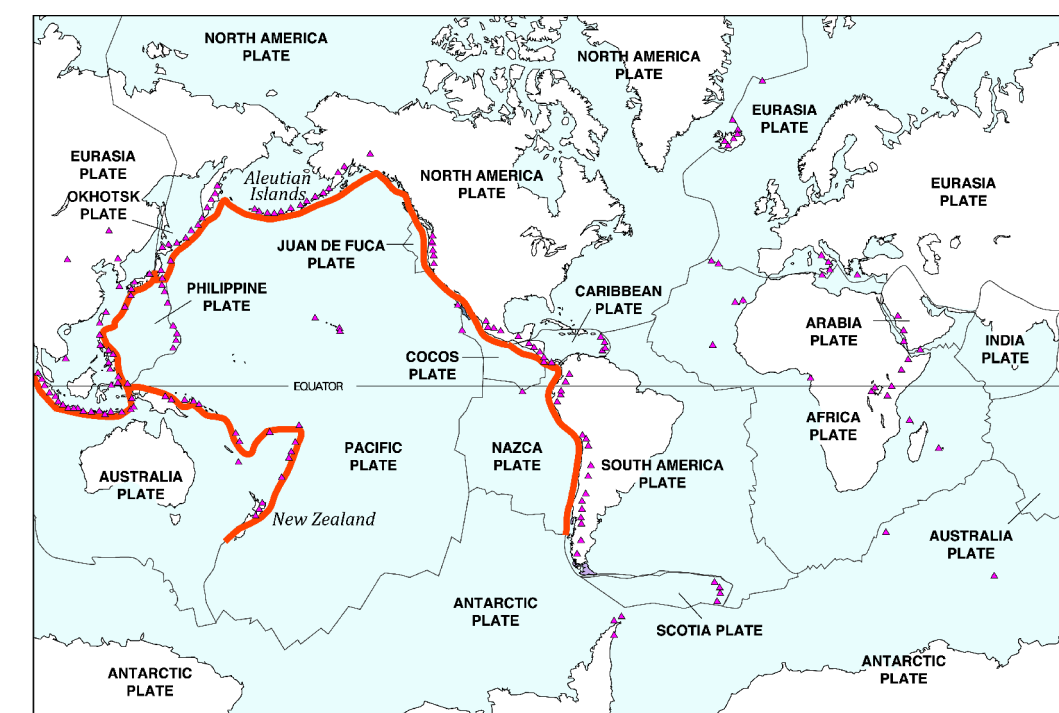 NORTH AMERICA
PLATE
NORTH AMERICA
PLATE
EURASIA
PLATE
EURASIA
PLATE
OKHOTSK
PLATE
Aleutian
Islands
NORTH AMERICA
PLATE
EURASIA
PLATE
JUAN DE FUCA
PLATE
PHILIPPINE
PLATE
CARIBBEAN
PLATE
ARABIA
PLATE
INDIA
PLATE
COCOS
PLATE
EQUATOR
AFRICA
PLATE
PACIFIC
PLATE
NAZCA
PLATE
SOUTH AMERICA
PLATE
AUSTRALIA
PLATE
New Zealand
AUSTRALIA
PLATE
ANTARCTIC
PLATE
SCOTIA PLATE
ANTARCTIC
PLATE
ANTARCTIC
PLATE